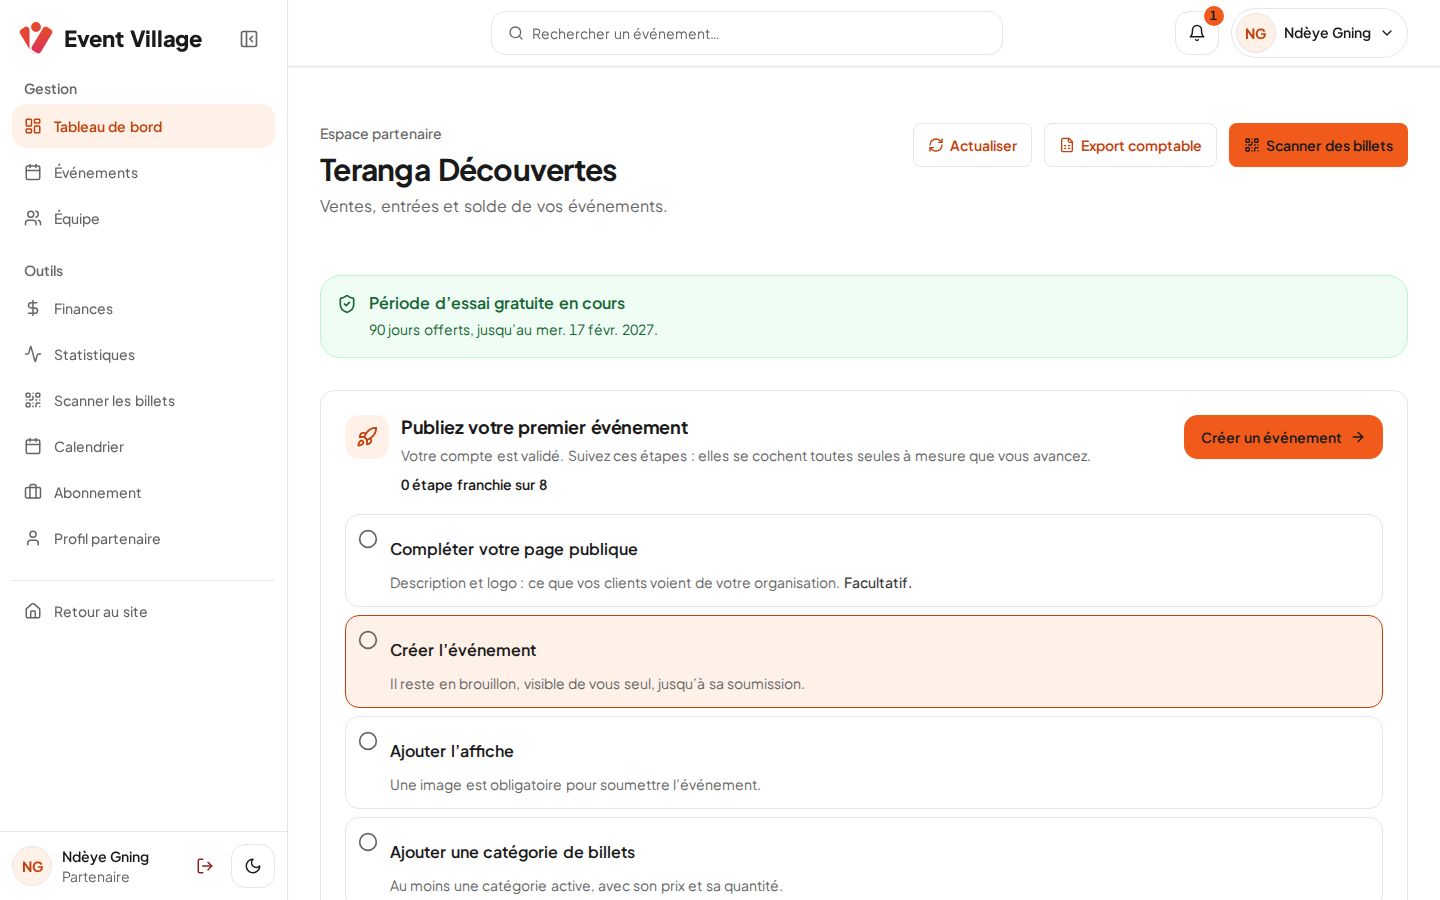 Event Village
Gestion
Tableau de bord
Événements
Équipe
Outils
Finances
Statistiques
Scanner les billets
Calendrier
Abonnement
Profil partenaire
Retour au site
NG
Ndèye Gning
Partenaire
Rechercher un événement…
1
NG
Ndèye Gning
Espace partenaire
Teranga Découvertes
Ventes, entrées et solde de vos événements.
Actualiser
Export comptable
Scanner des billets
Période d’essai gratuite en cours
90 jours offerts, jusqu’au mer. 17 févr. 2027.
Publiez votre premier événement
Votre compte est validé. Suivez ces étapes : elles se cochent toutes seules à mesure que vous avancez.
0 étape franchie sur 8
Créer un événement
Compléter votre page publique
Description et logo : ce que vos clients voient de votre organisation. Facultatif.
Créer l’événement
Il reste en brouillon, visible de vous seul, jusqu’à sa soumission.
Ajouter l’affiche
Une image est obligatoire pour soumettre l’événement.
Ajouter une catégorie de billets
Au moins une catégorie active, avec son prix et sa quantité.